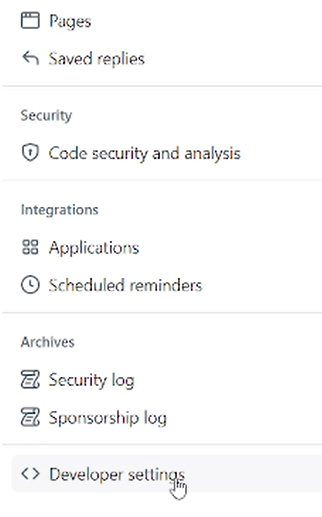 Pages
Saved replies
Security
Code security and analysis
Integrations
Applications
Scheduled reminders
Archives
Security log
Sponsorship log
Developer settings